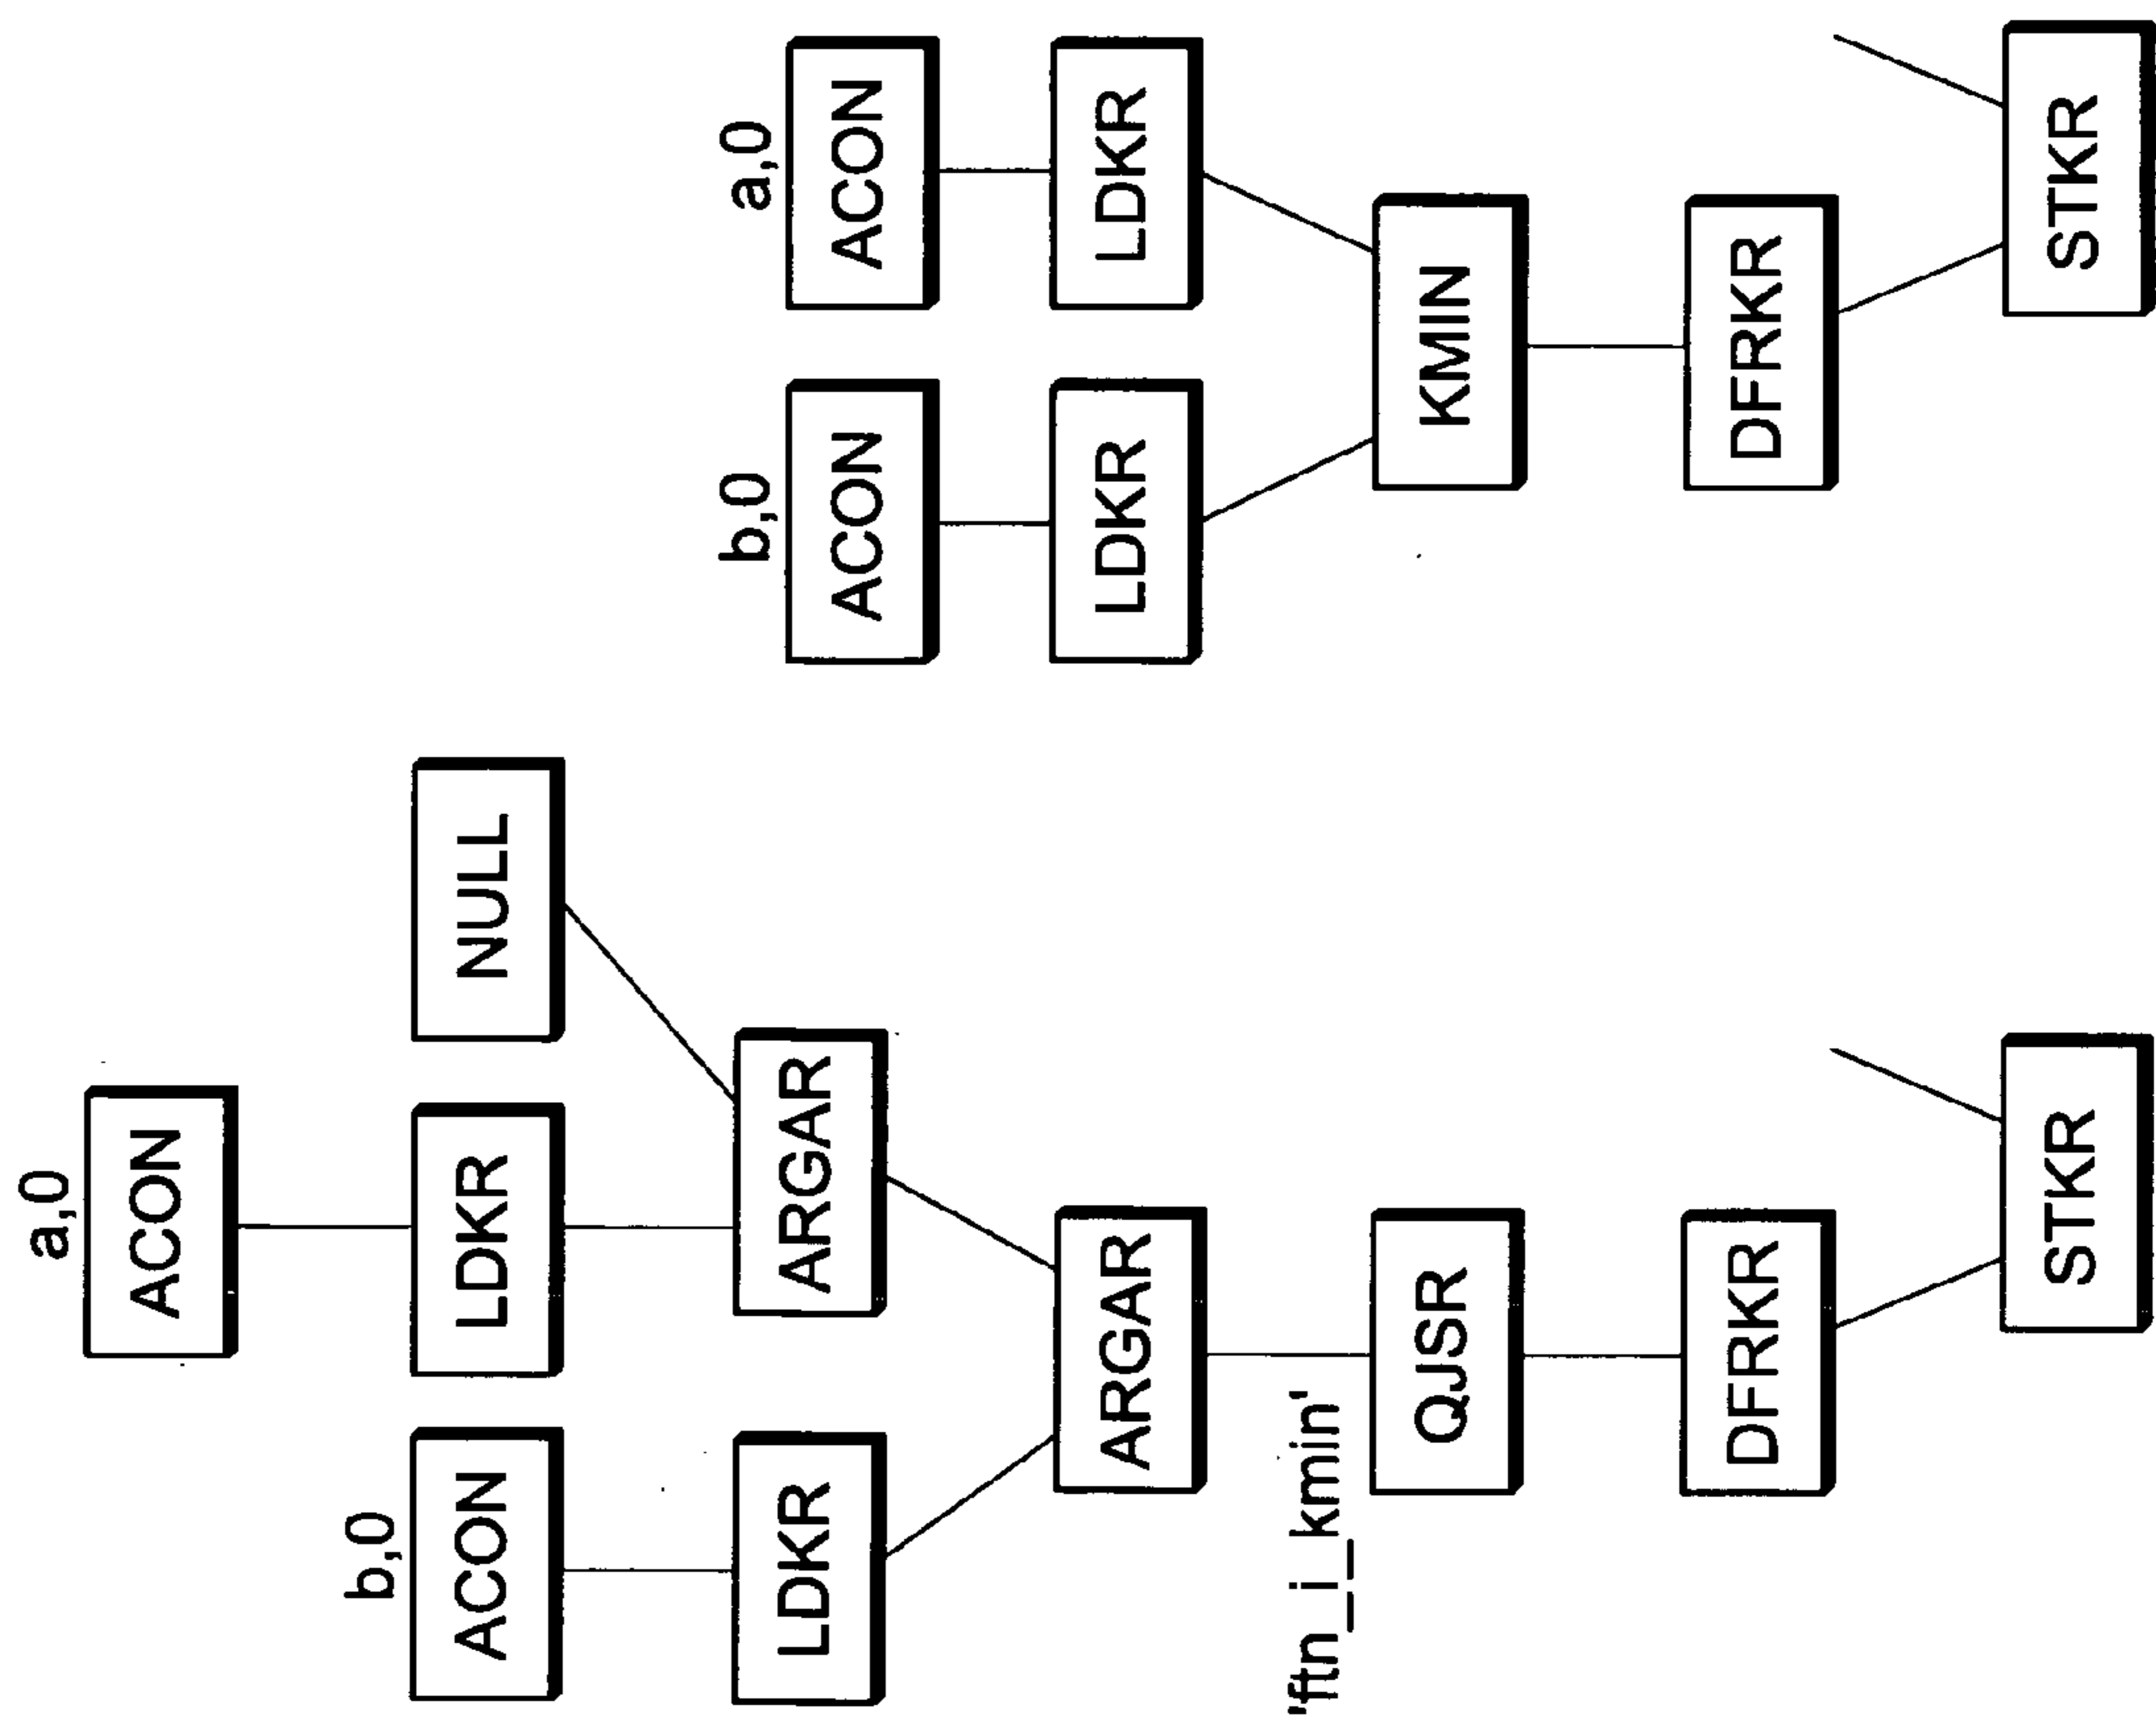 a,0
ACON
b,0
ACON
LDKR
NULL
LDKR
ARGAR
ARGAR
'ftn_i_kmin'
QJSR
DFRKR
STKR
b,0
a,0
ACON
ACON
LDKR
LDKR
KMIN
DFRKR
STKR